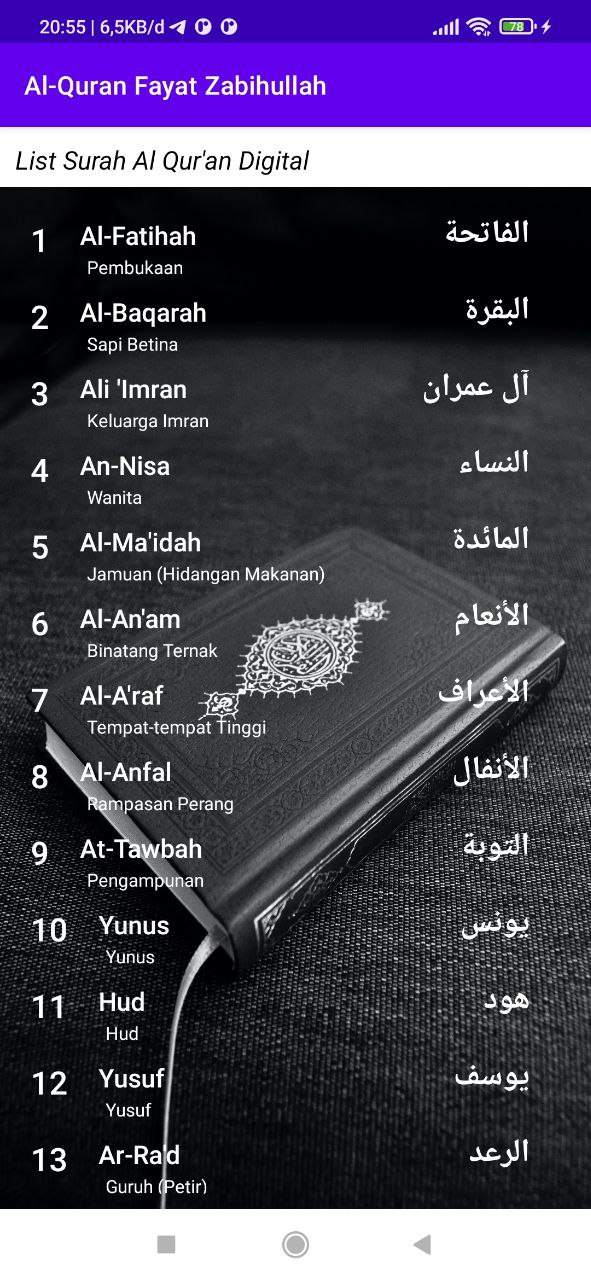 20:55 | 6,5KB/d
78
Al-Quran Fayat Zabihullah
List Surah Al Qur'an Digital
1 Al-Fatihah الفاتحة
Pembukaan
2 Al-Baqarah البقرة
Sapi Betina
3 Ali 'Imran آل عمران
Keluarga Imran
4 An-Nisa النساء
Wanita
5 Al-Ma'idah المائدة
Jamuan (Hidangan Makanan)
6 Al-An'am الأنعام
Binatang Ternak
7 Al-A'raf الأعراف
Tempat-tempat Tinggi
8 Al-Anfal الأنفال
Rampasan Perang
9 At-Tawbah التوبة
Pengampunan
10 Yunus يونس
Yunus
11 Hud هود
Hud
12 Yusuf يوسف
Yusuf
13 Ar-Ra'd الرعد
Guruh (Petir)